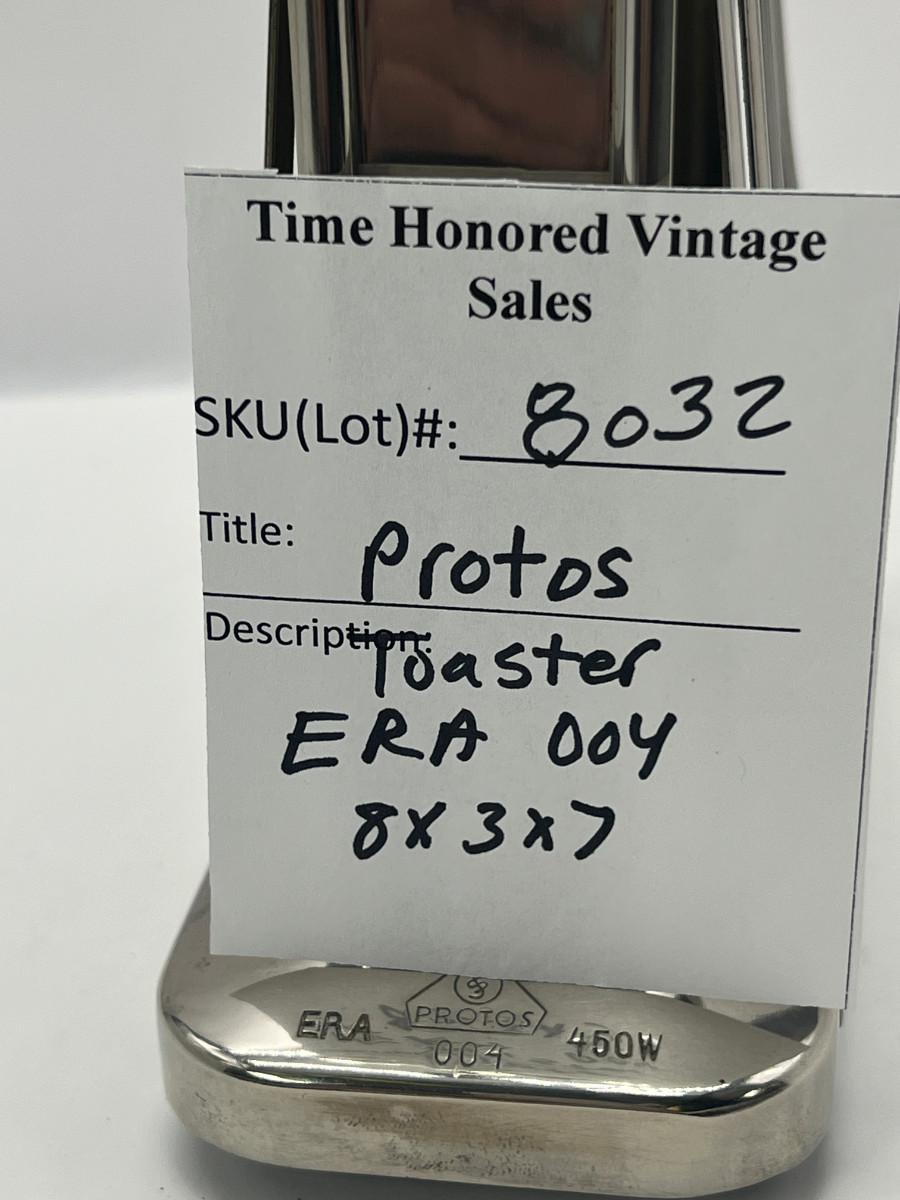 Time Honored Vintage
Sales
SKU(Lot)#: 8032
Title: Protos
Description:
Toaster
ERA 004
8x3x7
PROTOS
ERA 004 450W